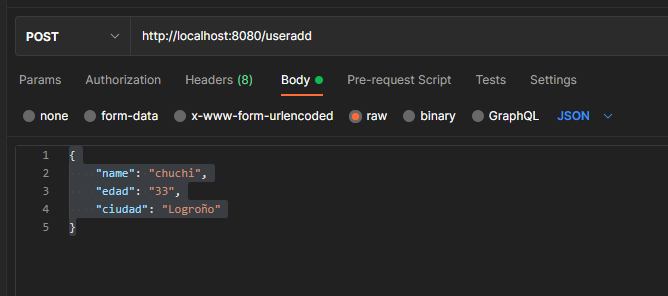 POST http://localhost:8080/useradd
Params Authorization Headers (8) Body Pre-request Script Tests Settings
none form-data x-www-form-urlencoded raw binary GraphQL JSON
1 {
2 "name": "chuchi",
3 "edad": "33",
4 "ciudad": "Logroño"
5 }